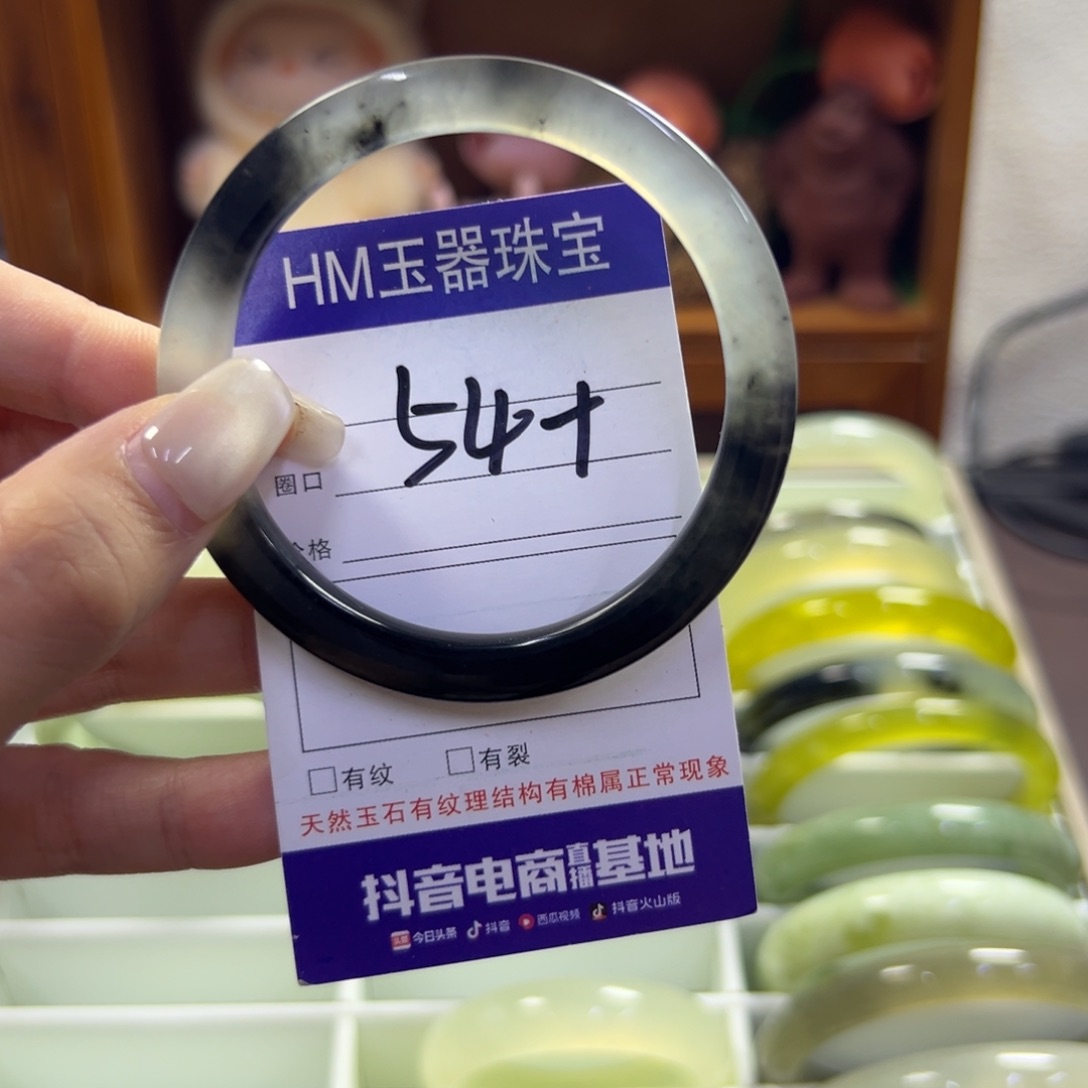 HM玉器珠宝
54+
圈口
价格
有纹
有裂
天然玉石有纹理结构有棉属正常现象
抖音电商直播基地
头条 今日头条 抖音 西瓜视频 抖音火山版